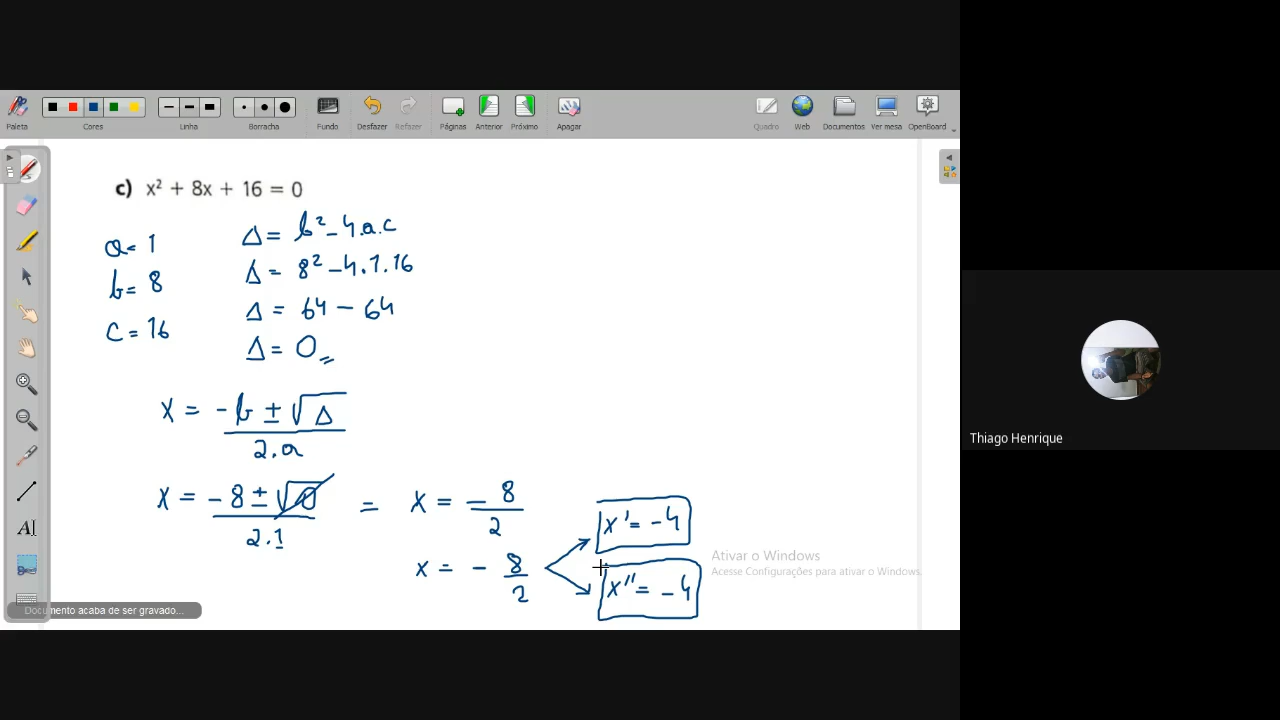 Paleta Cores Linha Borracha Fundo Desfazer Refazer Páginas Anterior Próximo Apagar Quadro Web Documentos Ver mesa OpenBoard
c) x² + 8x + 16 = 0
a = 1
b = 8
c = 16
Δ = b² - 4.a.c
Δ = 8² - 4.1.16
Δ = 64 - 64
Δ = 0
x = -b ± √Δ / 2.a
x = -8 ± √0 / 2.1 = x = - 8/2
x = - 8/2
x' = -4
x'' = -4
Ativar o Windows
Acesse Configurações para ativar o Windows.
Documento acaba de ser gravado...
Thiago Henrique